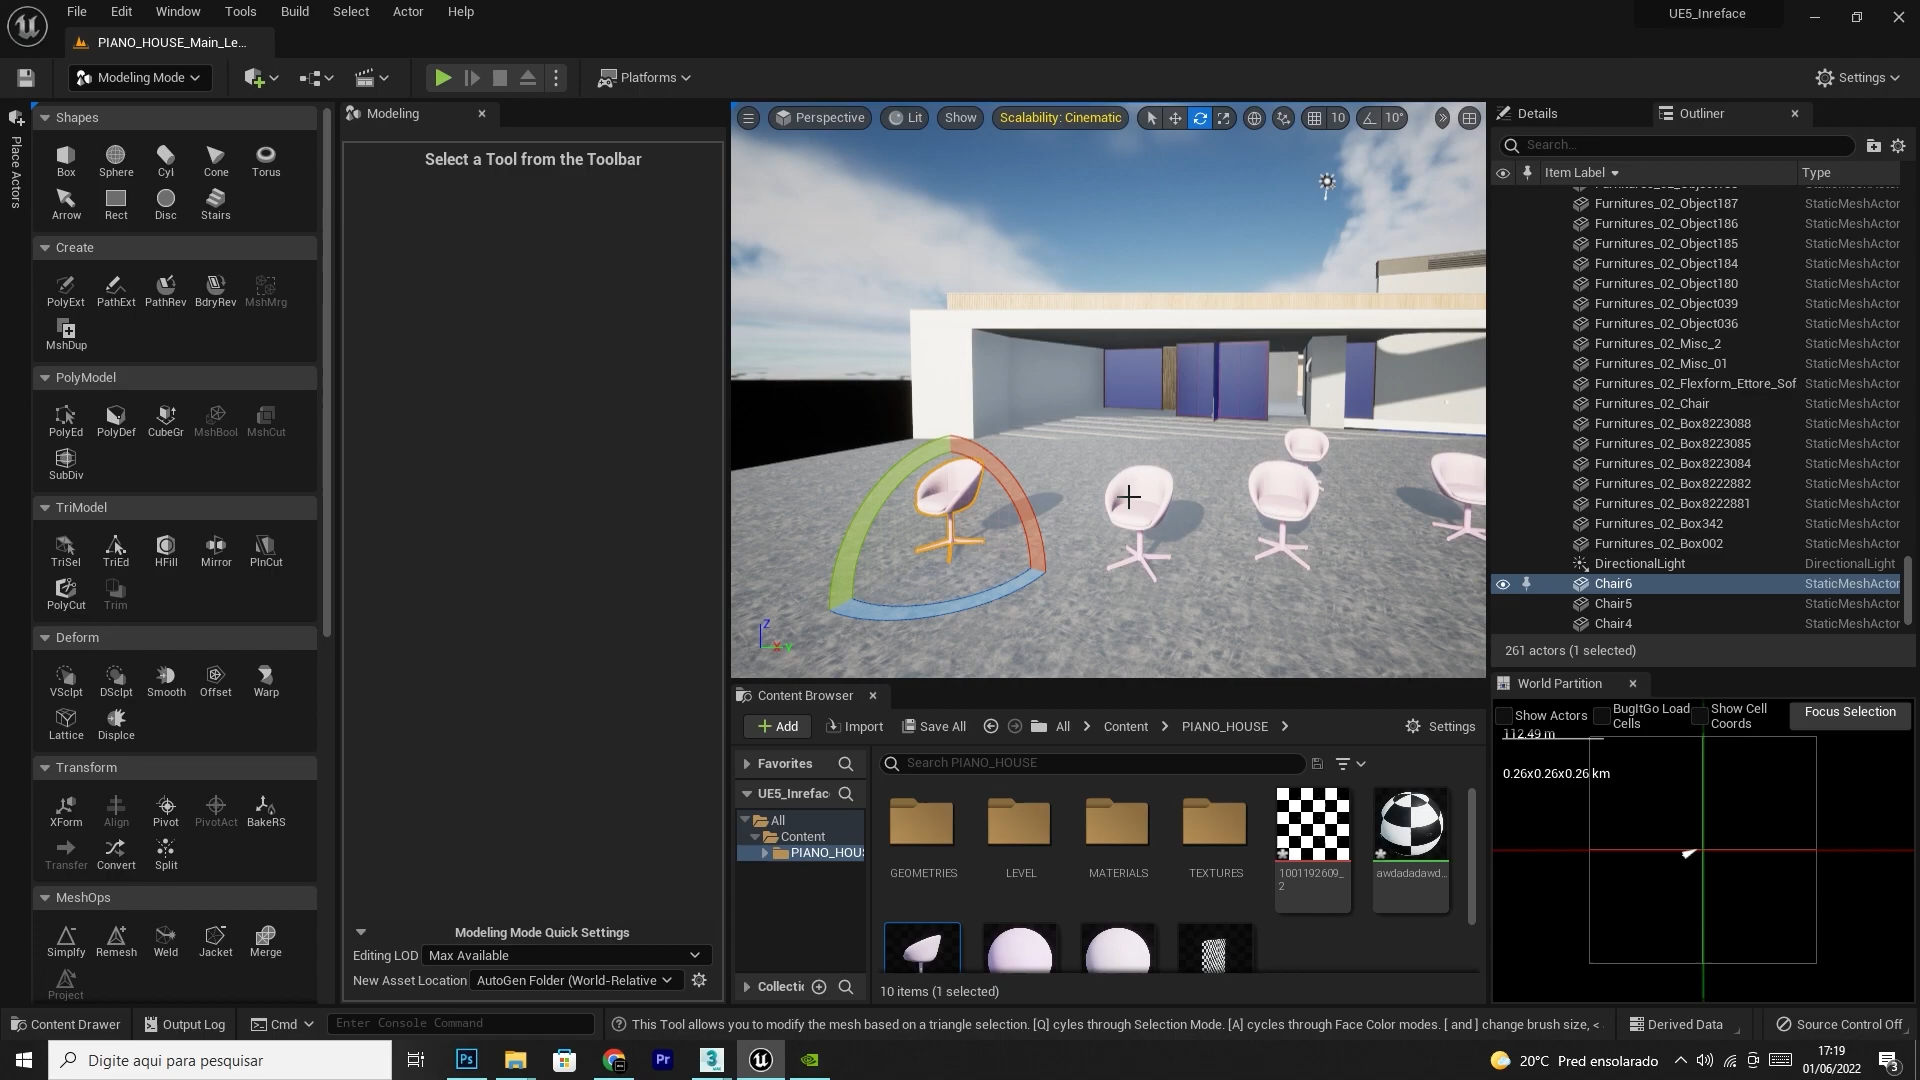 File Edit Window Tools Build Select Actor Help
UE5_Inreface
PIANO_HOUSE_Main_Le...
Modeling Mode
Platforms
Settings
Place Actors
Shapes
Box Sphere Cyl Cone Torus
Arrow Rect Disc Stairs
Create
PolyExt PathExt PathRev BdryRev MshMrg
MshDup
PolyModel
PolyEd PolyDef CubeGr MshBool MshCut
SubDiv
TriModel
TriSel TriEd HFill Mirror PlnCut
PolyCut Trim
Deform
VSclpt DSclpt Smooth Offset Warp
Lattice Displce
Transform
XForm Align Pivot PivotAct BakeRS
Transfer Convert Split
MeshOps
Simplfy Remesh Weld Jacket Merge
Project
Modeling
Select a Tool from the Toolbar
Modeling Mode Quick Settings
Editing LOD Max Available
New Asset Location AutoGen Folder (World-Relative
Perspective Lit Show Scalability: Cinematic 10 10°
Z
X Y
Details
Outliner
Search...
Item Label Type
Furnitures_02_Object187 StaticMeshActor
Furnitures_02_Object186 StaticMeshActor
Furnitures_02_Object185 StaticMeshActor
Furnitures_02_Object184 StaticMeshActor
Furnitures_02_Object180 StaticMeshActor
Furnitures_02_Object039 StaticMeshActor
Furnitures_02_Object036 StaticMeshActor
Furnitures_02_Misc_2 StaticMeshActor
Furnitures_02_Misc_01 StaticMeshActor
Furnitures_02_Flexform_Ettore_Sof StaticMeshActor
Furnitures_02_Chair StaticMeshActor
Furnitures_02_Box8223088 StaticMeshActor
Furnitures_02_Box8223085 StaticMeshActor
Furnitures_02_Box8223084 StaticMeshActor
Furnitures_02_Box8222882 StaticMeshActor
Furnitures_02_Box8222881 StaticMeshActor
Furnitures_02_Box342 StaticMeshActor
Furnitures_02_Box002 StaticMeshActor
DirectionalLight DirectionalLight
Chair6 StaticMeshActor
Chair5 StaticMeshActor
Chair4 StaticMeshActor
261 actors (1 selected)
World Partition
Show Actors BugItGo Load Cells Show Cell Coords Focus Selection
112.49 m
0.26x0.26x0.26 km
Content Browser
Add Import Save All All Content PIANO_HOUSE Settings
Favorites
Search PIANO_HOUSE
UE5_Inrefac
All
Content
PIANO_HOU
Collectic
GEOMETRIES LEVEL MATERIALS TEXTURES 1001192609_2 awdadadawd...
10 items (1 selected)
Content Drawer Output Log Cmd Enter Console Command
This Tool allows you to modify the mesh based on a triangle selection. [Q] cyles through Selection Mode. [A] cycles through Face Color modes. [ and ] change brush size, <
Derived Data
Source Control Off
Digite aqui para pesquisar
Ps
Pr
3
20°C Pred ensolarado
17:19
01/06/2022
3